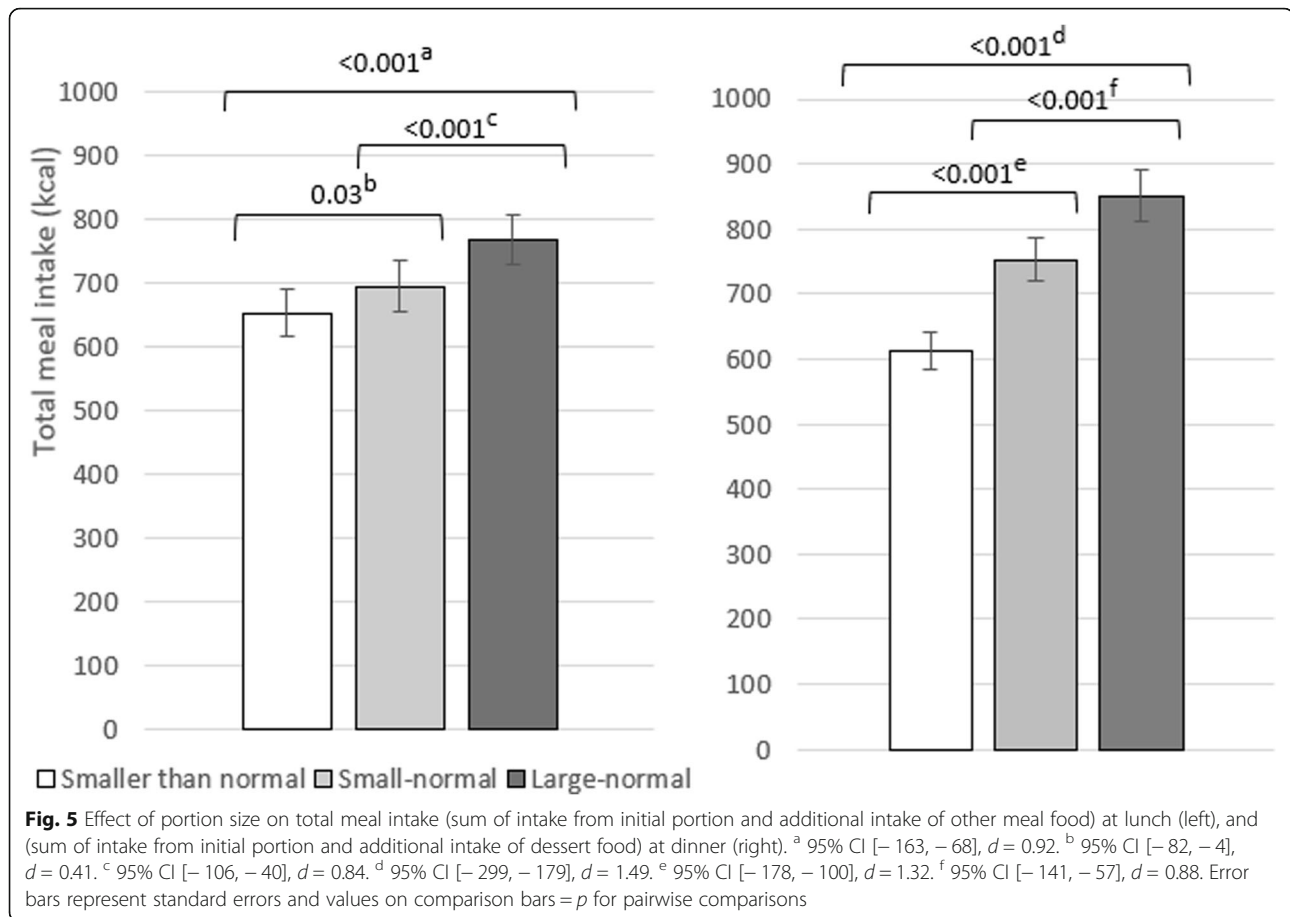 <0.001a
<0.001c
0.03b
Total meal intake (kcal)
1000
900
800
700
600
500
400
300
200
100
0
<0.001d
<0.001f
<0.001e
1000
900
800
700
600
500
400
300
200
100
0
Smaller than normal Small-normal Large-normal
Fig. 5 Effect of portion size on total meal intake (sum of intake from initial portion and additional intake of other meal food) at lunch (left), and
(sum of intake from initial portion and additional intake of dessert food) at dinner (right). a 95% CI [− 163, − 68], d = 0.92. b 95% CI [− 82, − 4],
d = 0.41. c 95% CI [− 106, − 40], d = 0.84. d 95% CI [− 299, − 179], d = 1.49. e 95% CI [− 178, − 100], d = 1.32. f 95% CI [− 141, − 57], d = 0.88. Error
bars represent standard errors and values on comparison bars = p for pairwise comparisons